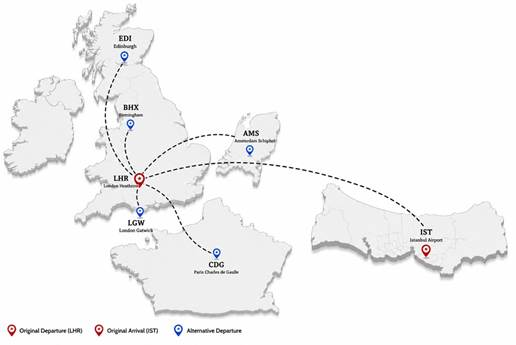 EDI
Edinburgh
BHX
Birmingham
AMS
Amsterdam Schiphol
LHR
London Heathrow
IST
Istanbul Airport
LGW
London Gatwick
CDG
Paris Charles de Gaulle
Original Departure (LHR)
Original Arrival (IST)
Alternative Departure